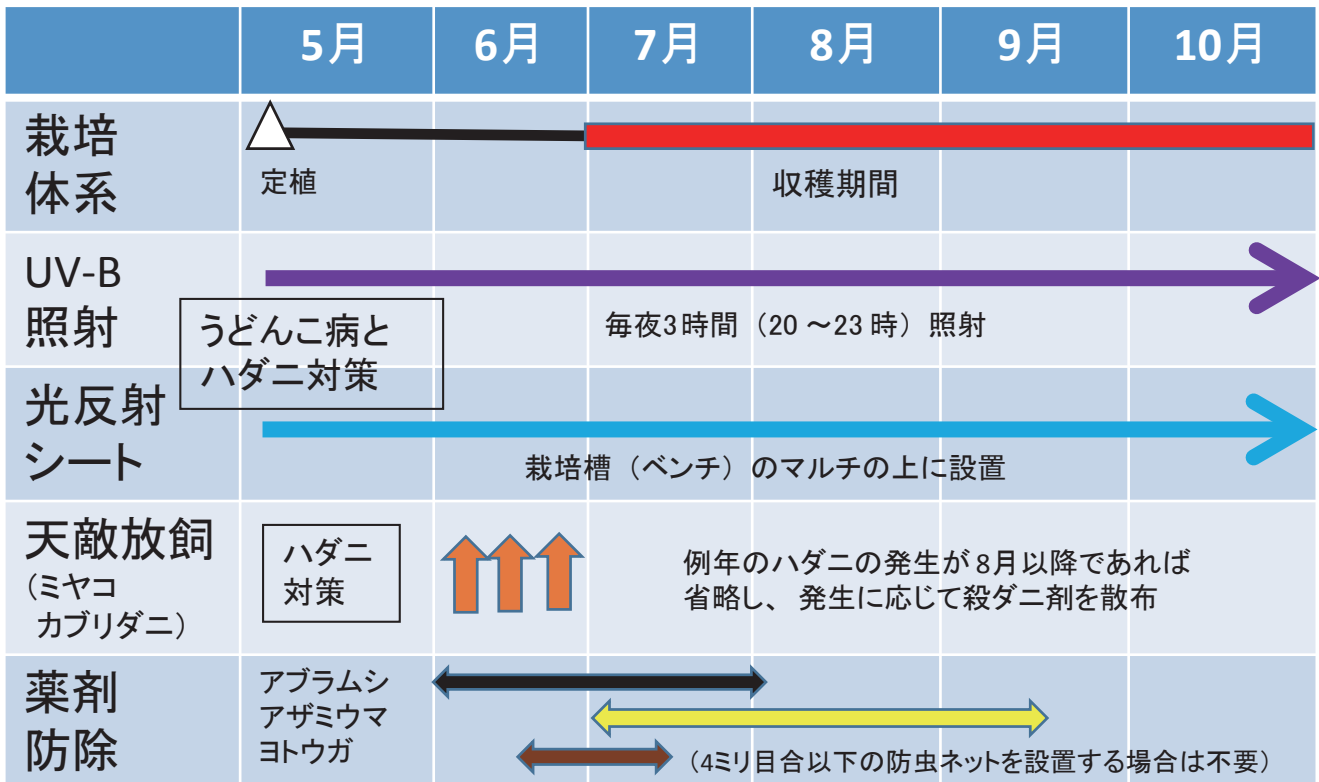 5月 6月 7月 8月 9月 10月
栽培
体系
定植
収穫期間
UV-B
照射
毎夜3時間（20～23時）照射
うどんこ病と
ハダニ対策
光反射
シート
栽培槽（ベンチ）のマルチの上に設置
天敵放飼
（ミヤコ
カブリダニ）
ハダニ
対策
例年のハダニの発生が8月以降であれば
省略し、発生に応じて殺ダニ剤を散布
薬剤
防除
アブラムシ
アザミウマ
ヨトウガ
（4ミリ目合以下の防虫ネットを設置する場合は不要）